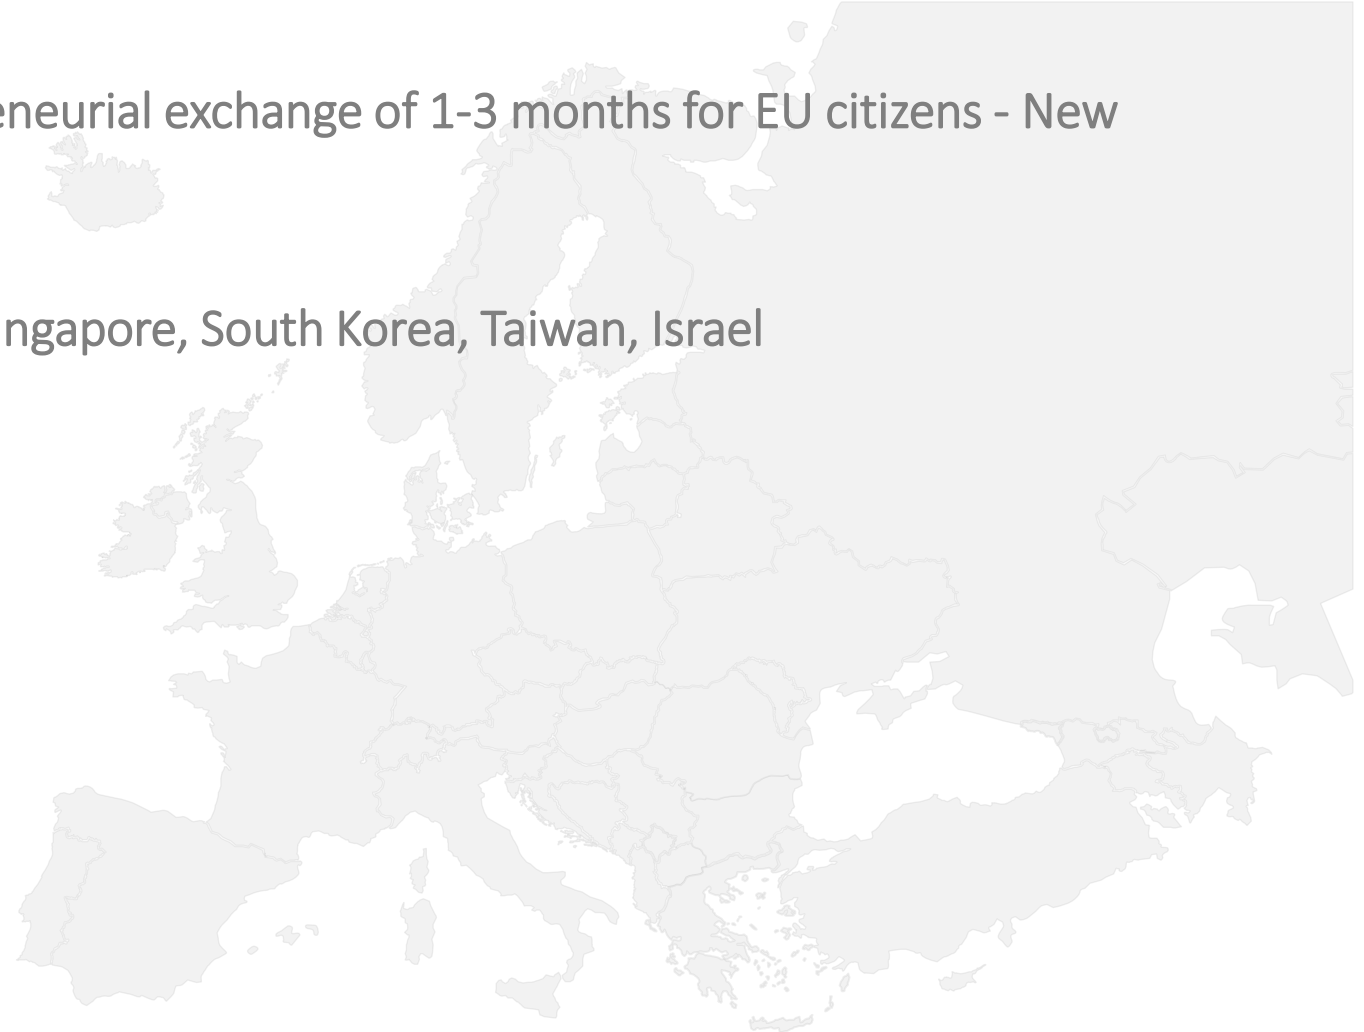 eneurial exchange of 1-3 months for EU citizens - New
ngapore, South Korea, Taiwan, Israel